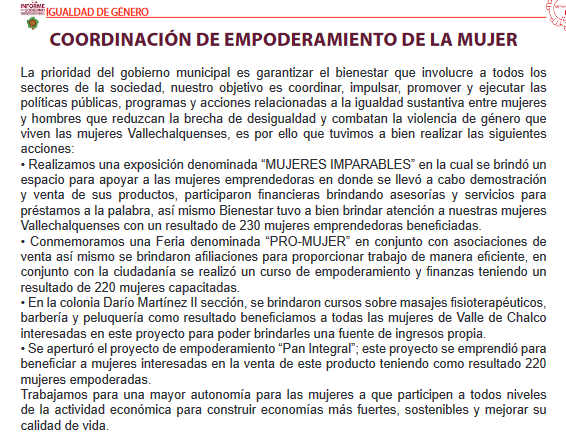 INFORME
IGUALDAD DE GÉNERO
COORDINACIÓN DE EMPODERAMIENTO DE LA MUJER
La prioridad del gobierno municipal es garantizar el bienestar que involucre a todos los
sectores de la sociedad, nuestro objetivo es coordinar, impulsar, promover y ejecutar las
políticas públicas, programas y acciones relacionadas a la igualdad sustantiva entre mujeres
y hombres que reduzcan la brecha de desigualdad y combatan la violencia de género que
viven las mujeres Vallechalquenses, es por ello que tuvimos a bien realizar las siguientes
acciones:
• Realizamos una exposición denominada “MUJERES IMPARABLES” en la cual se brindó un
espacio para apoyar a las mujeres emprendedoras en donde se llevó a cabo demostración
y venta de sus productos, participaron financieras brindando asesorías y servicios para
préstamos a la palabra, así mismo Bienestar tuvo a bien brindar atención a nuestras mujeres
Vallechalquenses con un resultado de 230 mujeres emprendedoras beneficiadas.
• Conmemoramos una Feria denominada “PRO-MUJER” en conjunto con asociaciones de
venta así mismo se brindaron afiliaciones para proporcionar trabajo de manera eficiente, en
conjunto con la ciudadanía se realizó un curso de empoderamiento y finanzas teniendo un
resultado de 220 mujeres capacitadas.
• En la colonia Darío Martínez II sección, se brindaron cursos sobre masajes fisioterapéuticos,
barbería y peluquería como resultado beneficiamos a todas las mujeres de Valle de Chalco
interesadas en este proyecto para poder brindarles una fuente de ingresos propia.
• Se aperturó el proyecto de empoderamiento “Pan Integral”; este proyecto se emprendió para
beneficiar a mujeres interesadas en la venta de este producto teniendo como resultado 220
mujeres empoderadas.
Trabajamos para una mayor autonomía para las mujeres a que participen a todos niveles
de la actividad económica para construir economías más fuertes, sostenibles y mejorar su
calidad de vida.